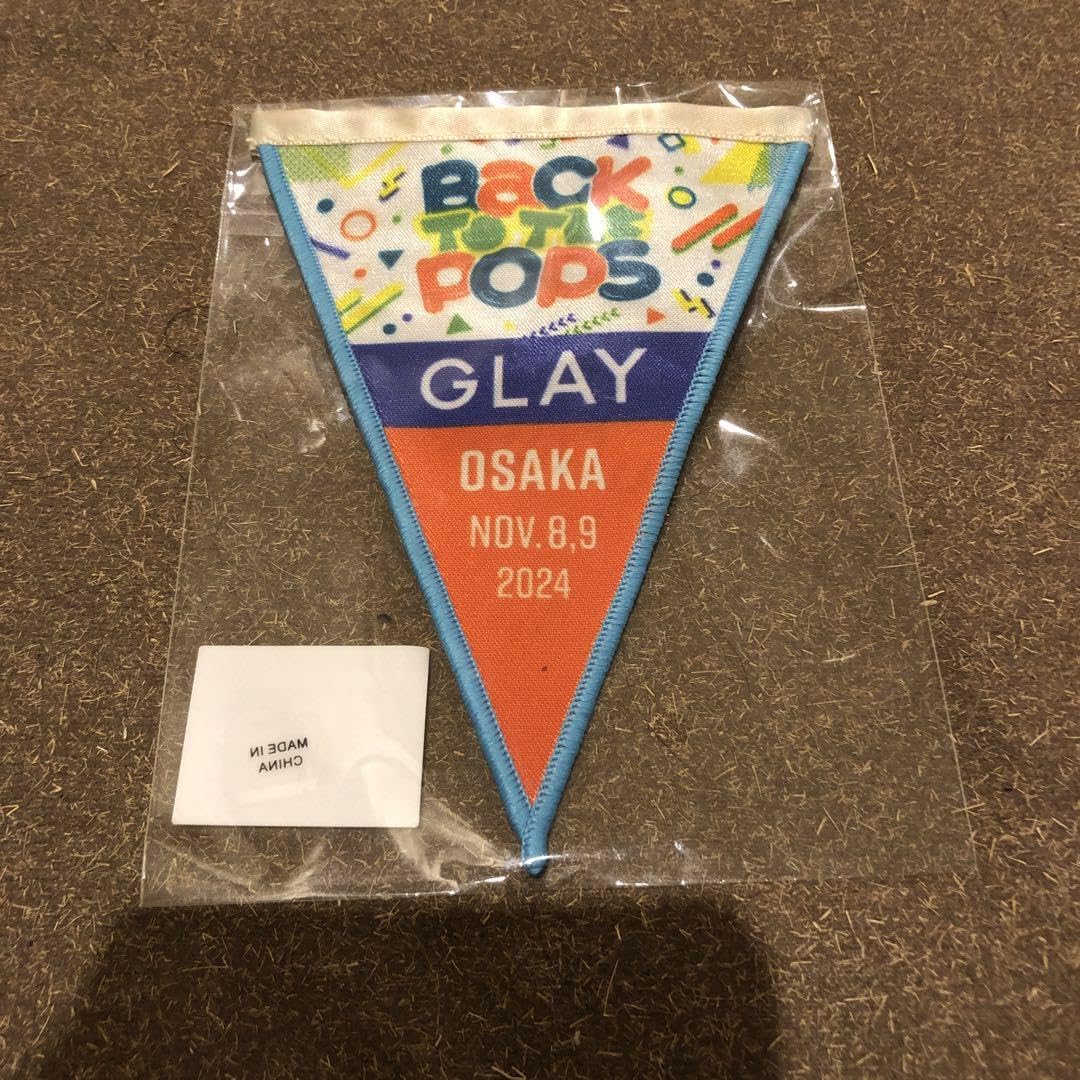 BaCK
TO THE
POPS
GLAY
OSAKA
NOV. 8,9
2024
MADE IN
CHINA